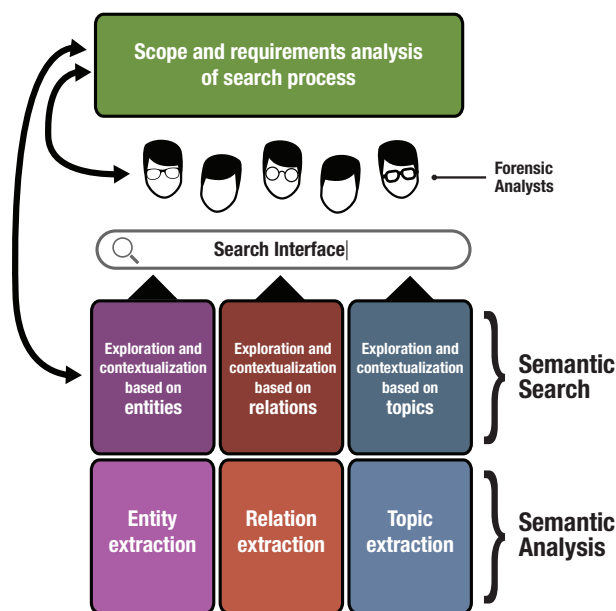 Scope and requirements analysis
of search process
Forensic
Analysts
Search Interface
Exploration and
contextualization
based on
entities
Exploration and
contextualization
based on
relations
Exploration and
contextualization
based on
topics
Semantic
Search
Entity
extraction
Relation
extraction
Topic
extraction
Semantic
Analysis